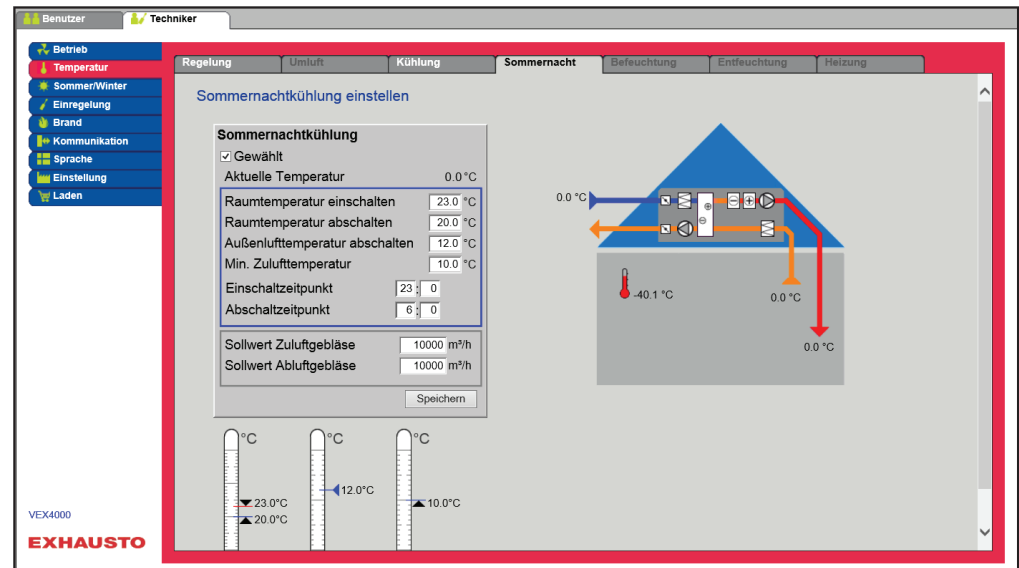 Benutzer
Techniker
Betrieb
Temperatur
Sommer/Winter
Einregelung
Brand
Kommunikation
Sprache
Einstellung
Laden
Regelung
Umluft
Kühlung
Sommernacht
Befeuchtung
Entfeuchtung
Heizung
Sommernachtkühlung einstellen
Sommernachtkühlung
Gewählt
Aktuelle Temperatur 0.0 °C
Raumtemperatur einschalten 23.0 °C
Raumtemperatur abschalten 20.0 °C
Außenlufttemperatur abschalten 12.0 °C
Min. Zulufttemperatur 10.0 °C
Einschaltzeitpunkt 23 : 0
Abschaltzeitpunkt 6 : 0
Sollwert Zuluftgebläse 10000 m³/h
Sollwert Abluftgebläse 10000 m³/h
Speichern
0.0 °C
-40.1 °C
0.0 °C
0.0 °C
°C
°C
°C
23.0°C
20.0°C
12.0°C
10.0°C
VEX4000
EXHAUSTO